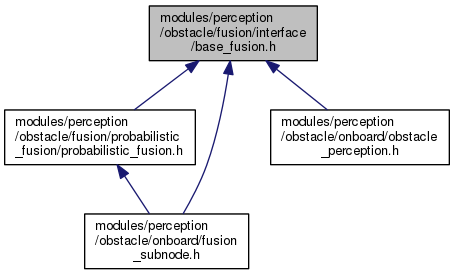 modules/perception
/obstacle/fusion/interface
/base_fusion.h
modules/perception
/obstacle/fusion/probabilistic
_fusion/probabilistic_fusion.h
modules/perception
/obstacle/onboard/obstacle
_perception.h
modules/perception
/obstacle/onboard/fusion
_subnode.h